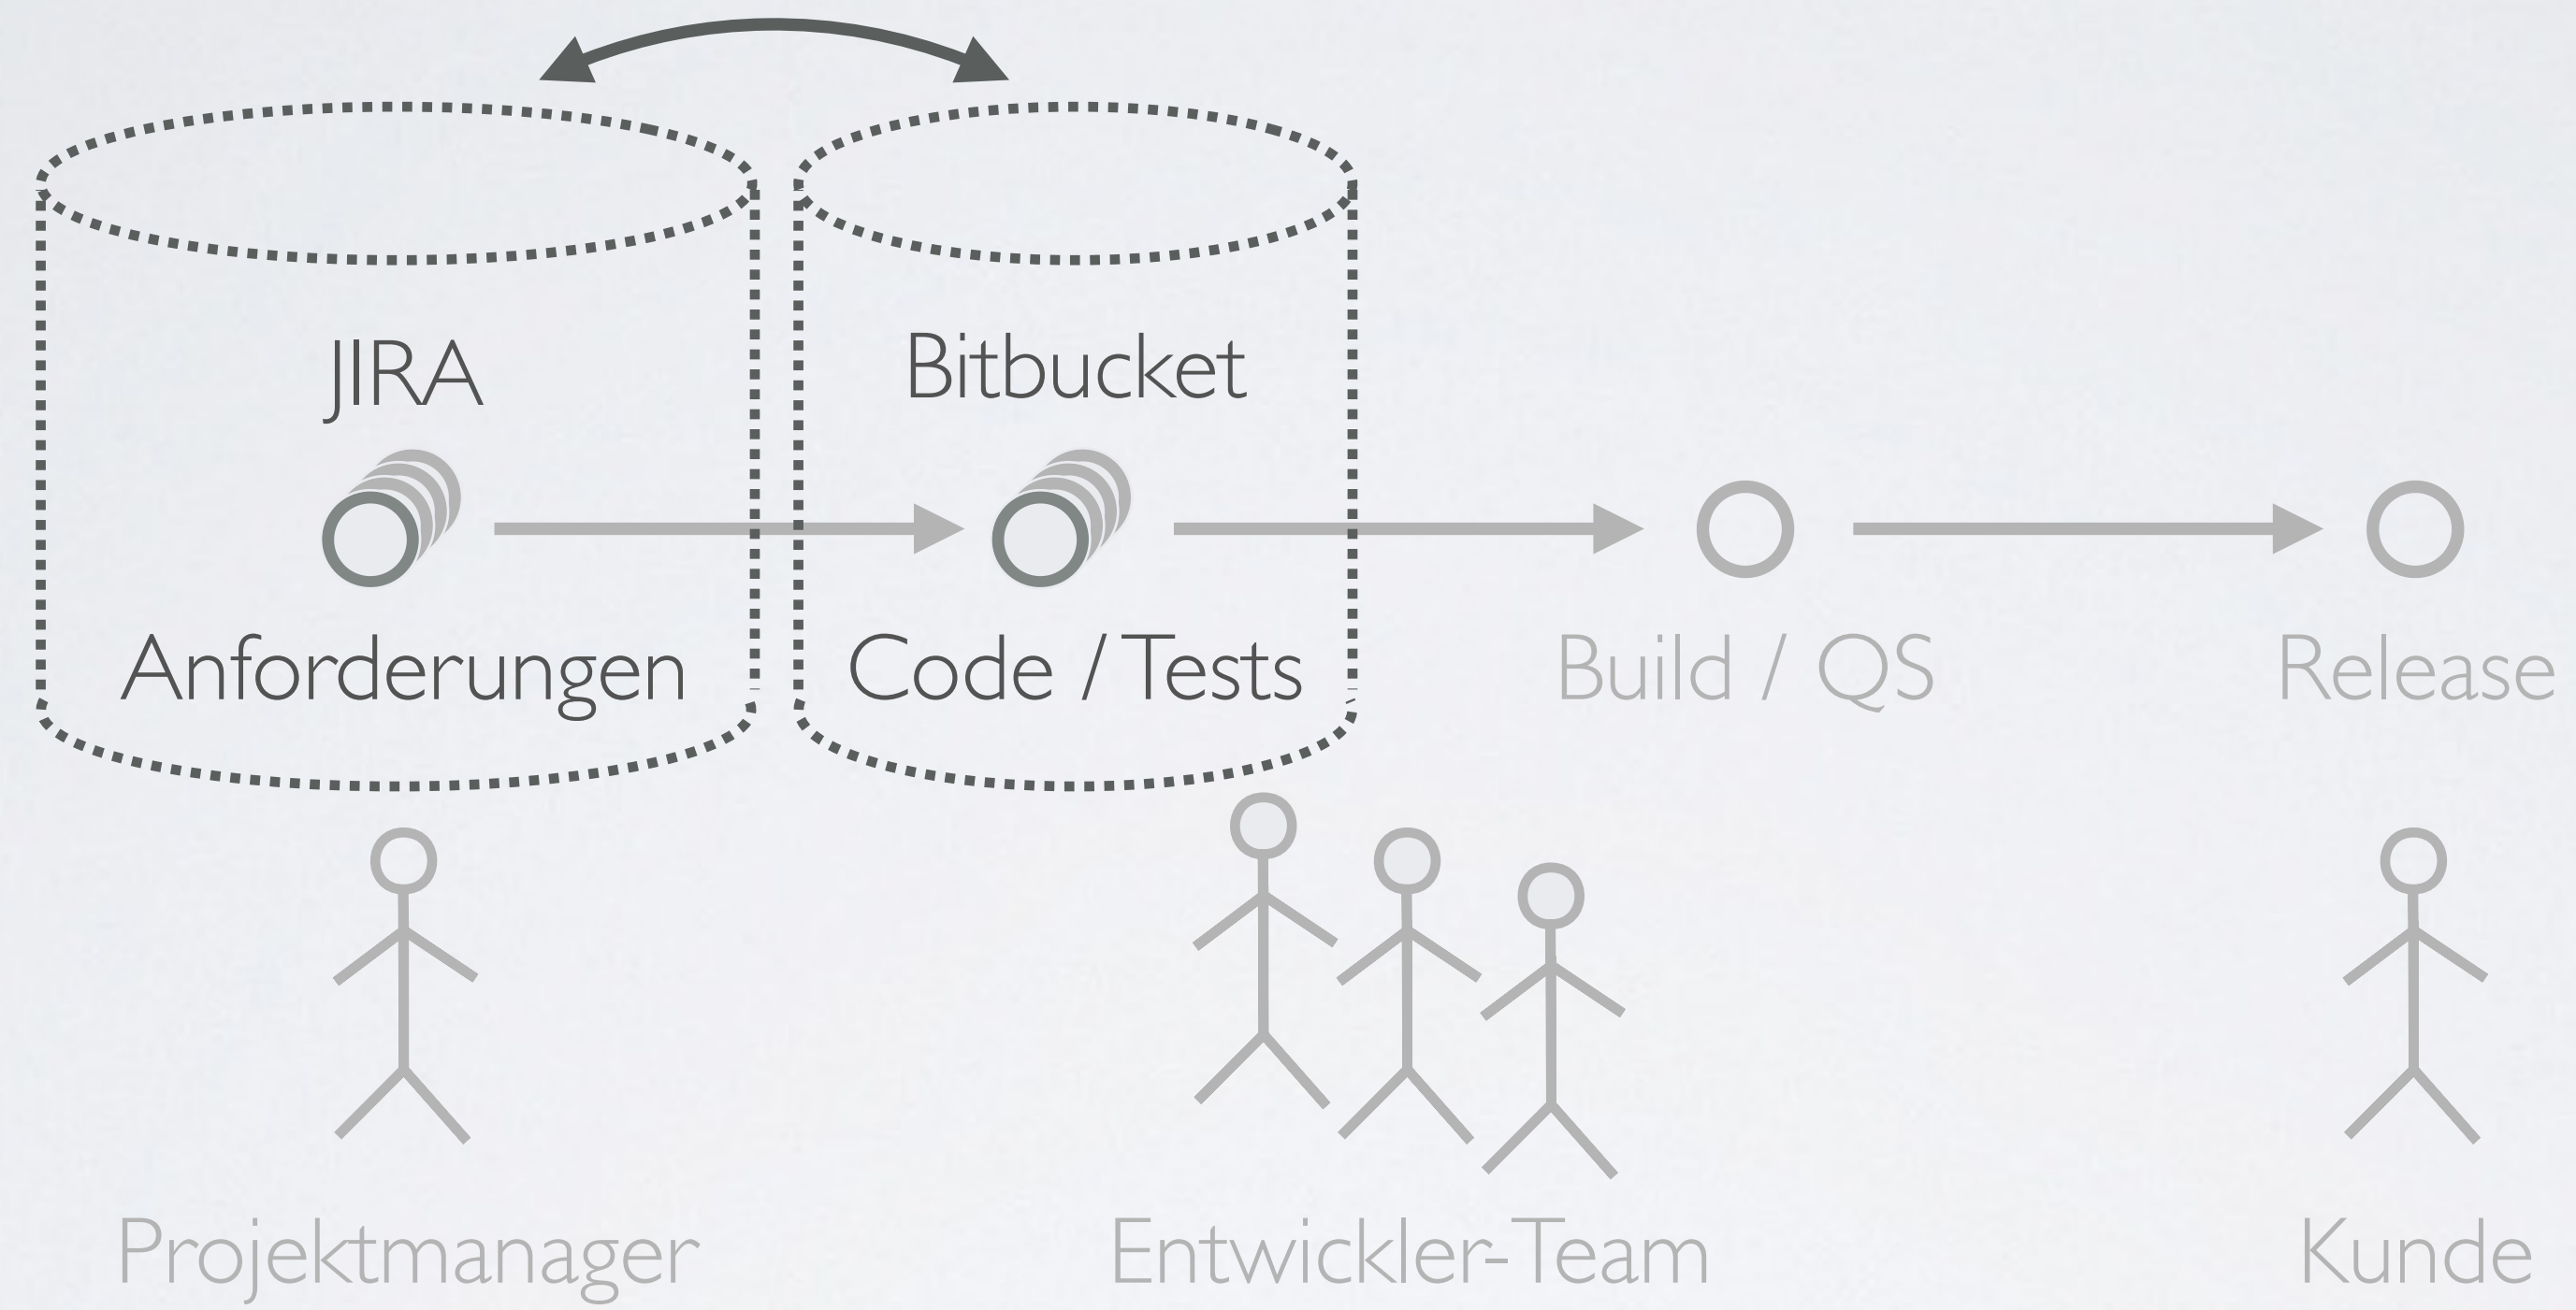 JIRA
Bitbucket
Anforderungen
Code / Tests
Build / QS
Release
Projektmanager
Entwickler-Team
Kunde